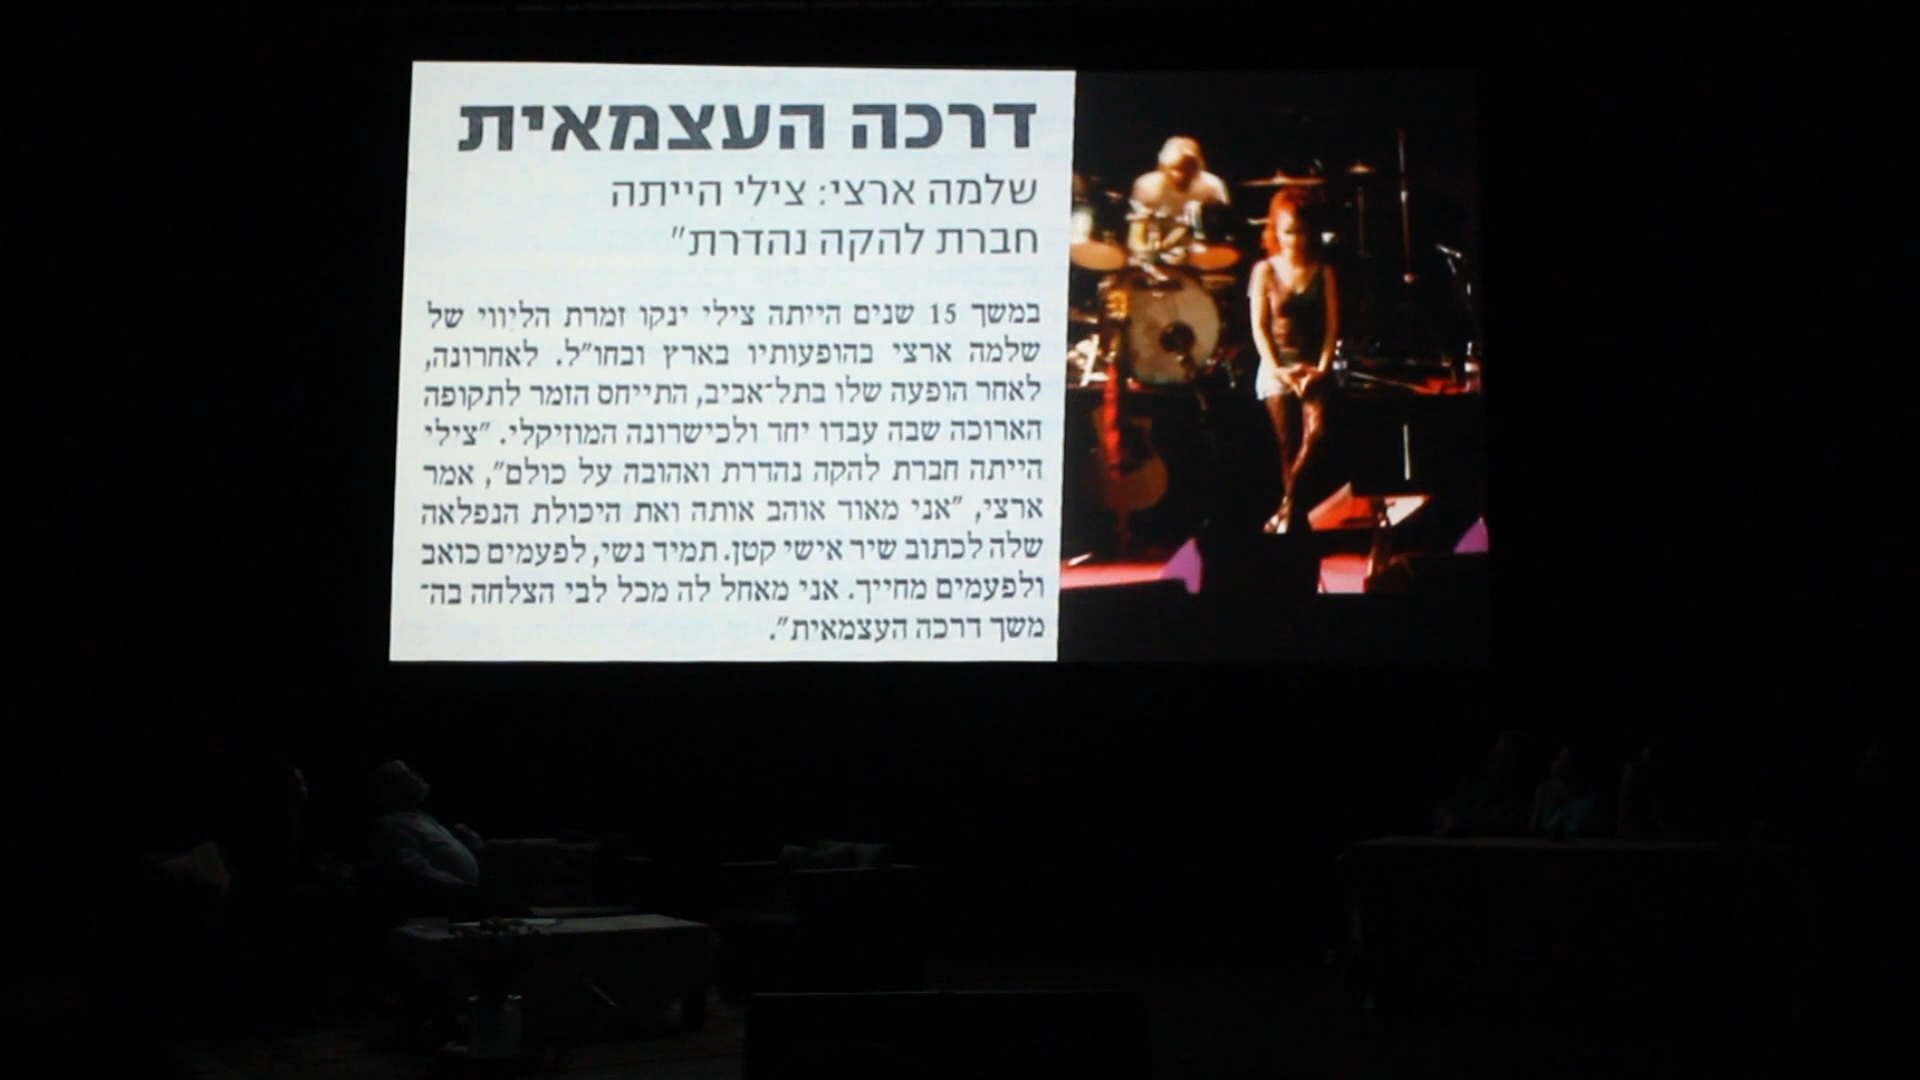 דרכה העצמאית
שלמה ארצי: צילי הייתה
חברת להקה נהדרת"
במשך 15 שנים הייתה צילי ינקו זמרת הליווי של
שלמה ארצי בהופעותיו בארץ ובחו"ל. לאחרונה,
לאחר הופעה שלו בתל־אביב, התייחס הזמר לתקופה
הארוכה שבה עבדו יחד ולכישרונה המוזיקלי. "צילי
הייתה חברת להקה נהדרת ואהובה על כולם", אמר
ארצי, "אני מאוד אוהב אותה ואת היכולת הנפלאה
שלה לכתוב שיר אישי קטן. תמיד נשי, לפעמים כואב
ולפעמים מחייך. אני מאחל לה מכל לבי הצלחה בה־
משך דרכה העצמאית".